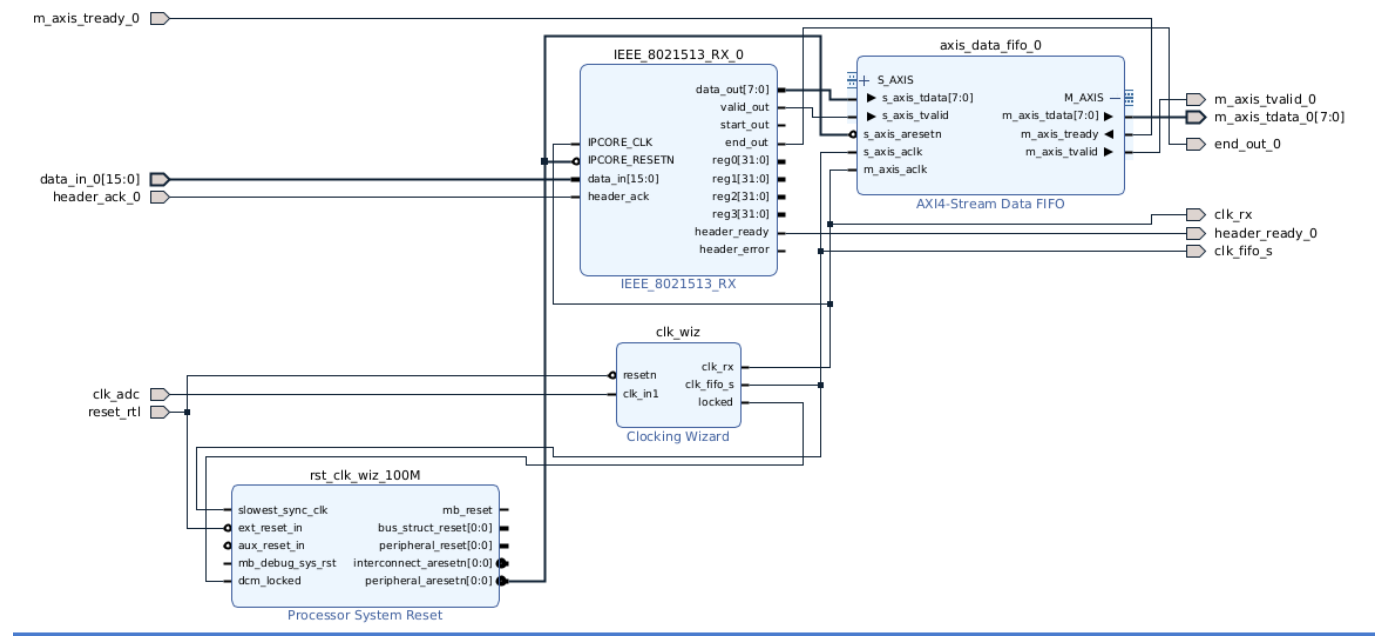 m_axis_tready_0
data_in_0[15:0]
header_ack_0
clk_adc
reset_rtl
IEEE_8021513_RX_0
IPCORE_CLK
IPCORE_RESETN
data_in[15:0]
header_ack
data_out[7:0]
valid_out
start_out
end_out
reg0[31:0]
reg1[31:0]
reg2[31:0]
reg3[31:0]
header_ready
header_error
IEEE_8021513_RX
axis_data_fifo_0
S_AXIS
s_axis_tdata[7:0]
s_axis_tvalid
s_axis_aresetn
s_axis_aclk
m_axis_aclk
M_AXIS
m_axis_tdata[7:0]
m_axis_tready
m_axis_tvalid
AXI4-Stream Data FIFO
m_axis_tvalid_0
m_axis_tdata_0[7:0]
end_out_0
clk_rx
header_ready_0
clk_fifo_s
clk_wiz
resetn
clk_in1
clk_rx
clk_fifo_s
locked
Clocking Wizard
rst_clk_wiz_100M
slowest_sync_clk
ext_reset_in
aux_reset_in
mb_debug_sys_rst
dcm_locked
mb_reset
bus_struct_reset[0:0]
peripheral_reset[0:0]
interconnect_aresetn[0:0]
peripheral_aresetn[0:0]
Processor System Reset